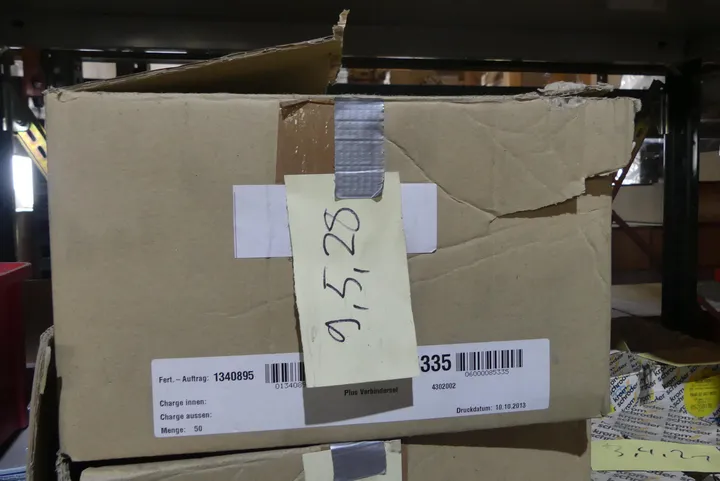 9,5,28
Fert. – Auftrag: 1340895
335
0600085335
Plus Verbinderset
4302002
Charge innen:
Charge aussen:
Menge: 50
Druckdatum: 18.10.2013